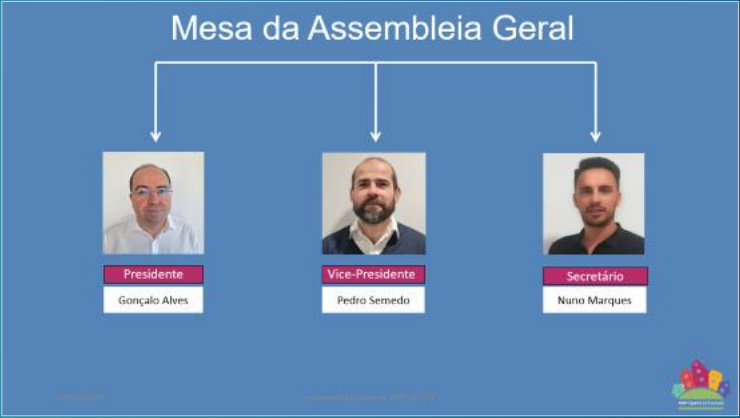 Mesa da Assembleia Geral
Presidente
Gonçalo Alves
Vice-Presidente
Pedro Semedo
Secretário
Nuno Marques